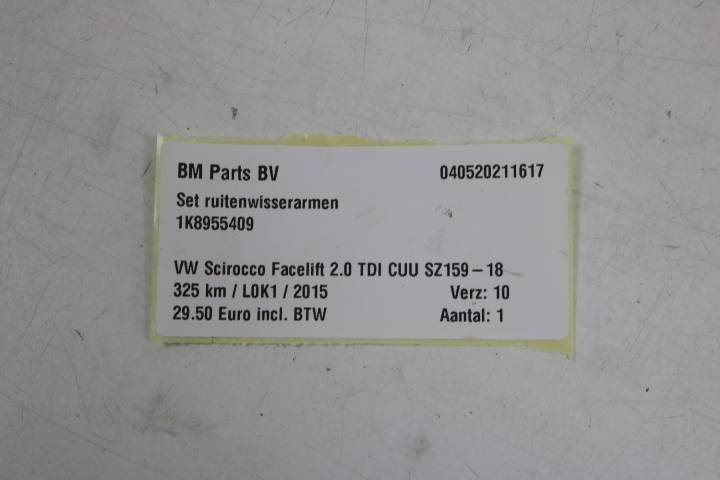 BM Parts BV 040520211617
Set ruitenwisserarmen
1K8955409
VW Scirocco Facelift 2.0 TDI CUU SZ159-18
325 km / L0K1 / 2015 Verz: 10
29.50 Euro incl. BTW Aantal: 1